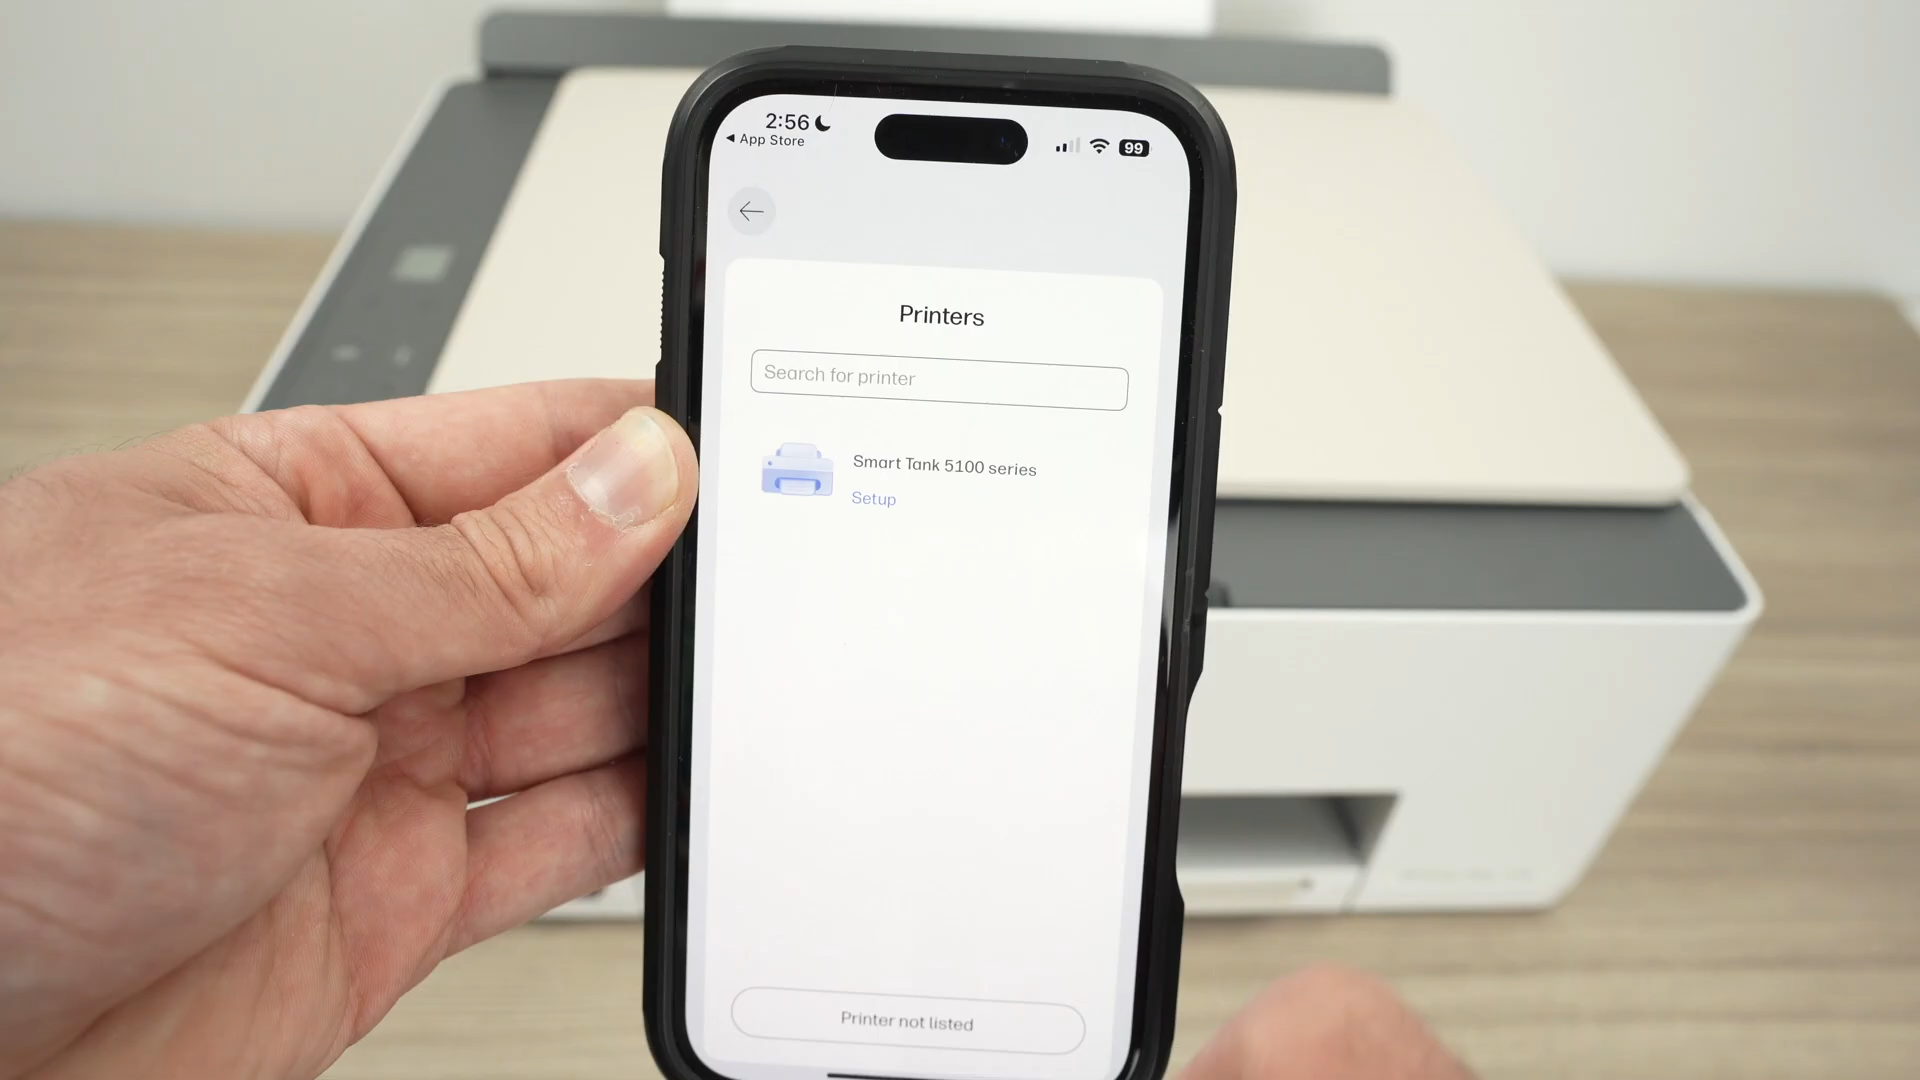 2:56
◀ App Store
99
Printers
Search for printer
Smart Tank 5100 series
Setup
Printer not listed